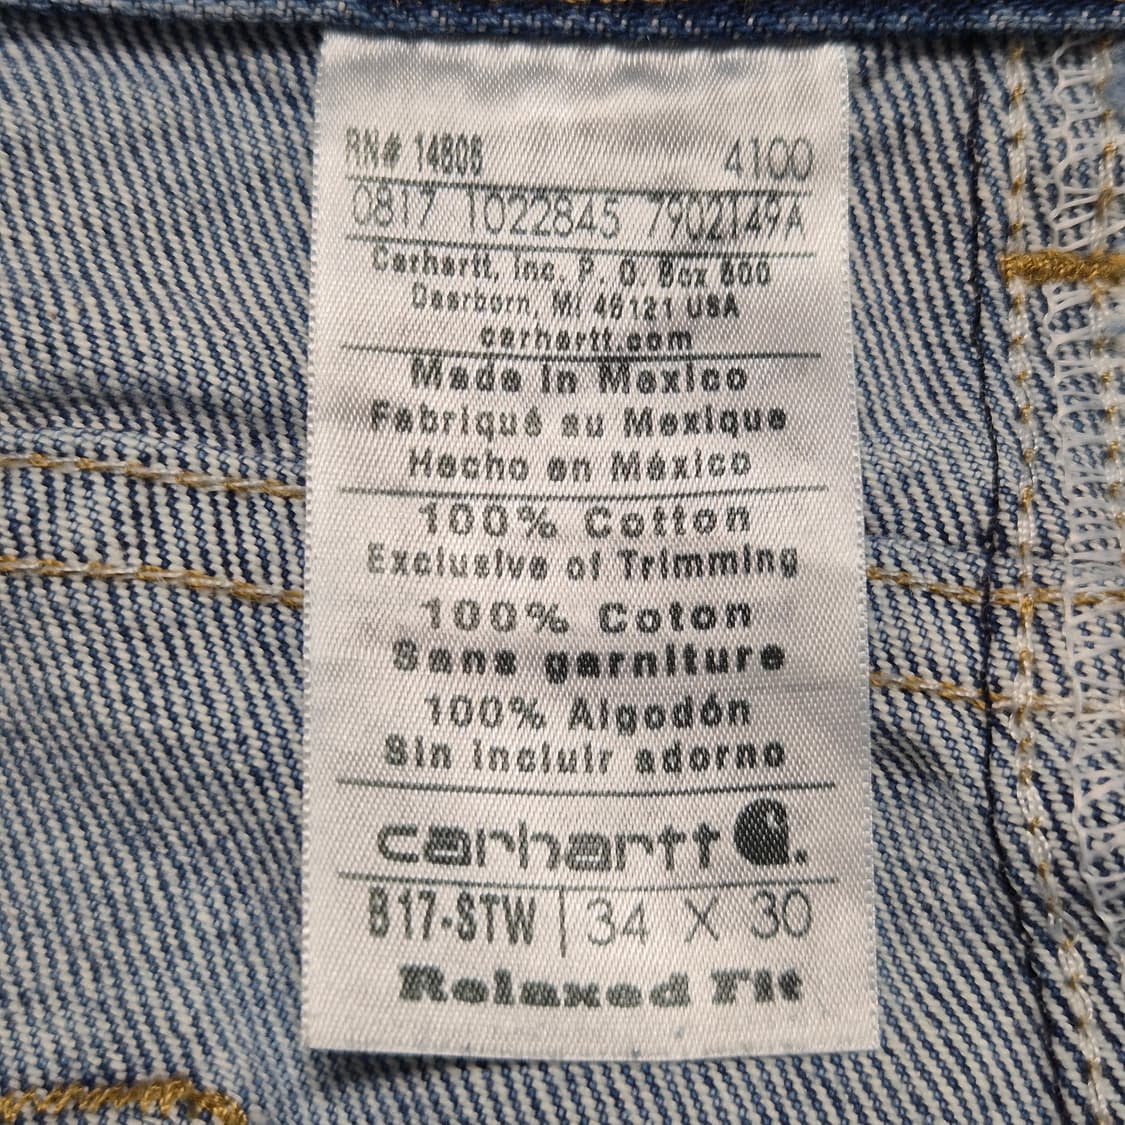 RN# 14806 4100
0817 1022845 7902149A
Carhartt, Inc. P. O. Box 600
Dearborn, MI 48121 USA
carhartt.com
Made in Mexico
Fabriqué au Mexique
Hecho en México
100% Cotton
Exclusive of Trimming
100% Coton
Sans garniture
100% Algodón
Sin incluir adorno
carhartt
B17-STW | 34 X 30
Relaxed Fit